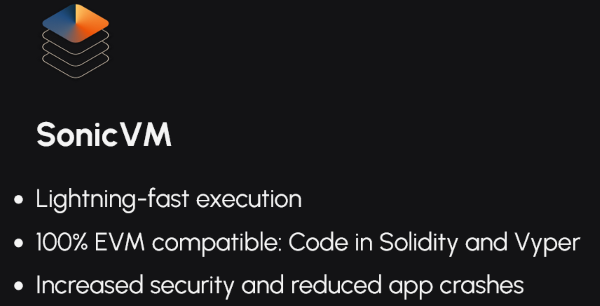 SonicVM
• Lightning-fast execution
• 100% EVM compatible: Code in Solidity and Vyper
• Increased security and reduced app crashes